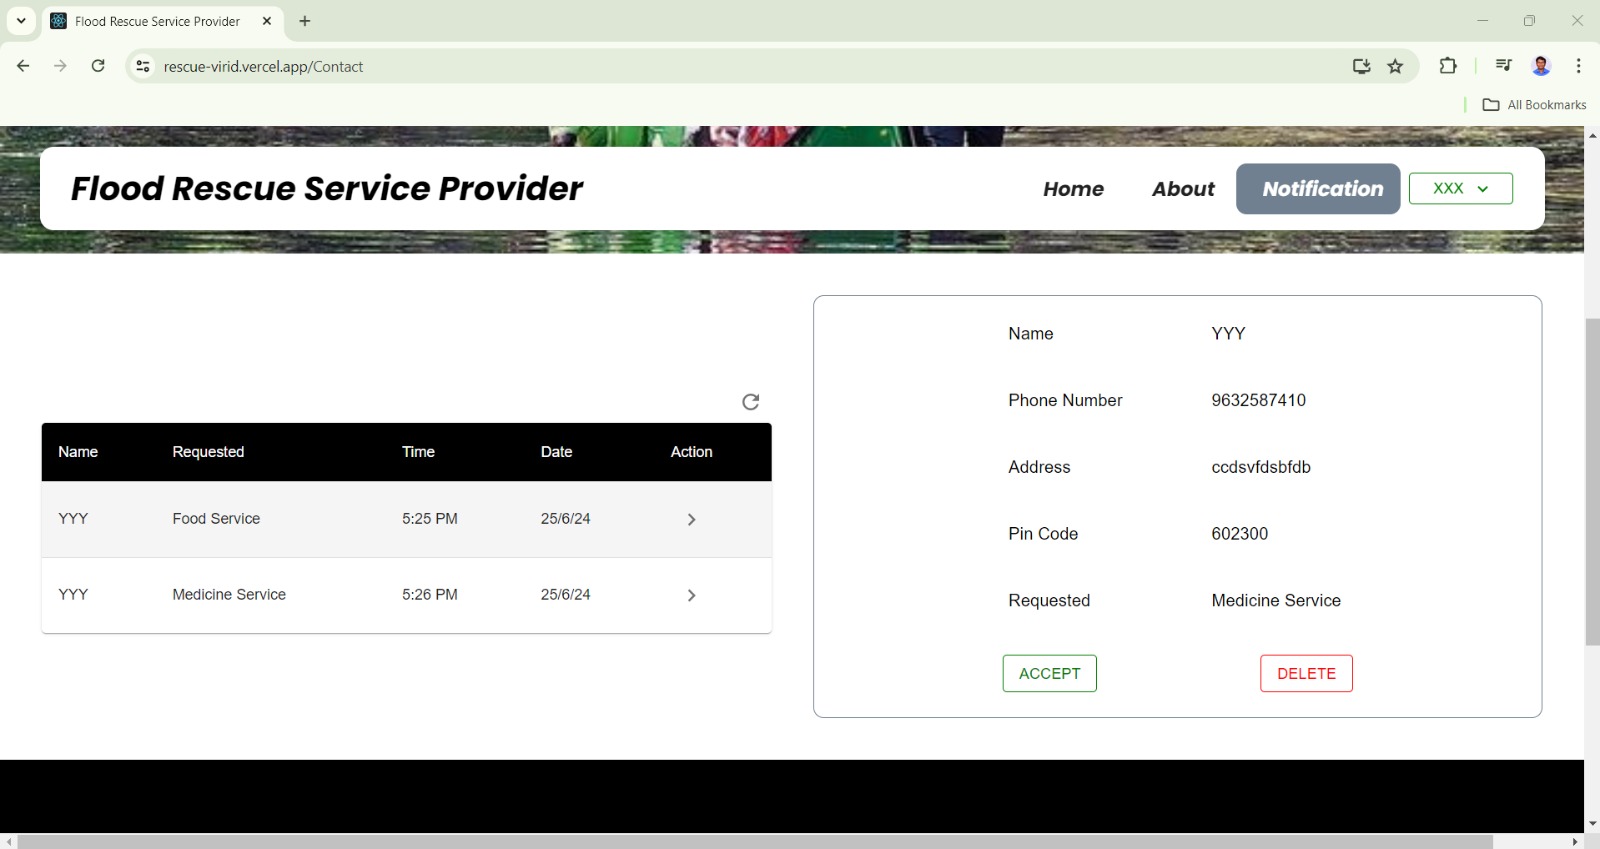 Flood Rescue Service Provider
rescue-virid.vercel.app/Contact
All Bookmarks
Flood Rescue Service Provider Home About Notification XXX
Name Requested Time Date Action
YYY Food Service 5:25 PM 25/6/24
YYY Medicine Service 5:26 PM 25/6/24
Name YYY
Phone Number 9632587410
Address ccdsvfdsbfdb
Pin Code 602300
Requested Medicine Service
ACCEPT DELETE